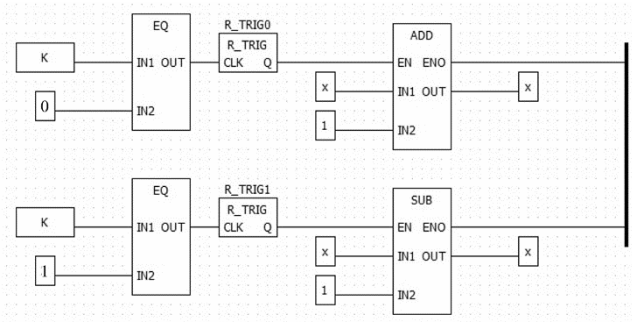 EQ
R_TRIG0
ADD
K
IN1 OUT
R_TRIG
CLK Q
EN ENO
x
IN1 OUT
x
0
IN2
1
IN2
EQ
R_TRIG1
SUB
K
IN1 OUT
R_TRIG
CLK Q
EN ENO
x
IN1 OUT
x
1
IN2
1
IN2